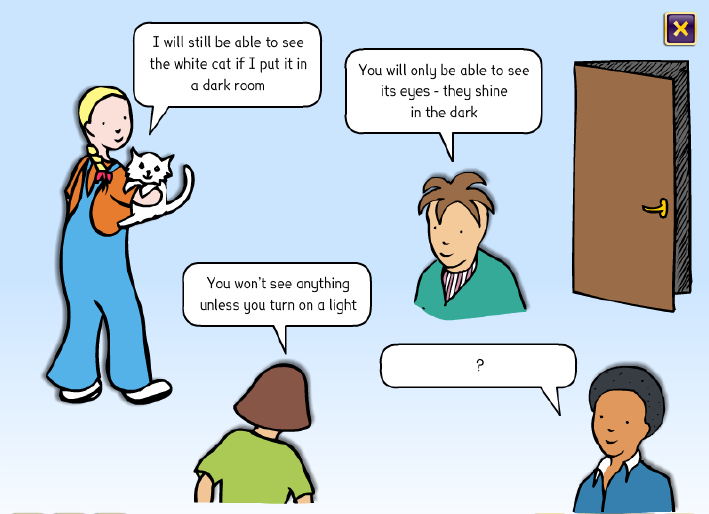 I will still be able to see
the white cat if I put it in
a dark room
You will only be able to see
its eyes - they shine
in the dark
You won't see anything
unless you turn on a light
?